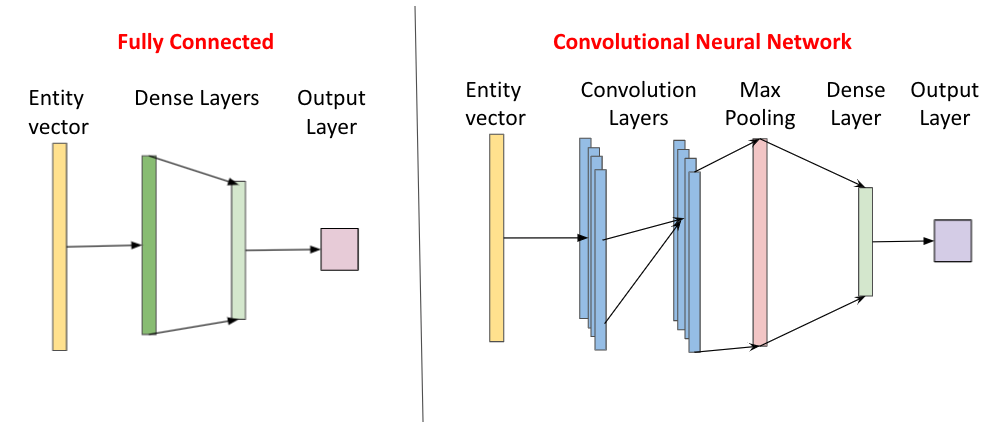 Fully Connected
Entity
vector
Dense Layers
Output
Layer
Convolutional Neural Network
Entity
vector
Convolution
Layers
Max
Pooling
Dense
Layer
Output
Layer